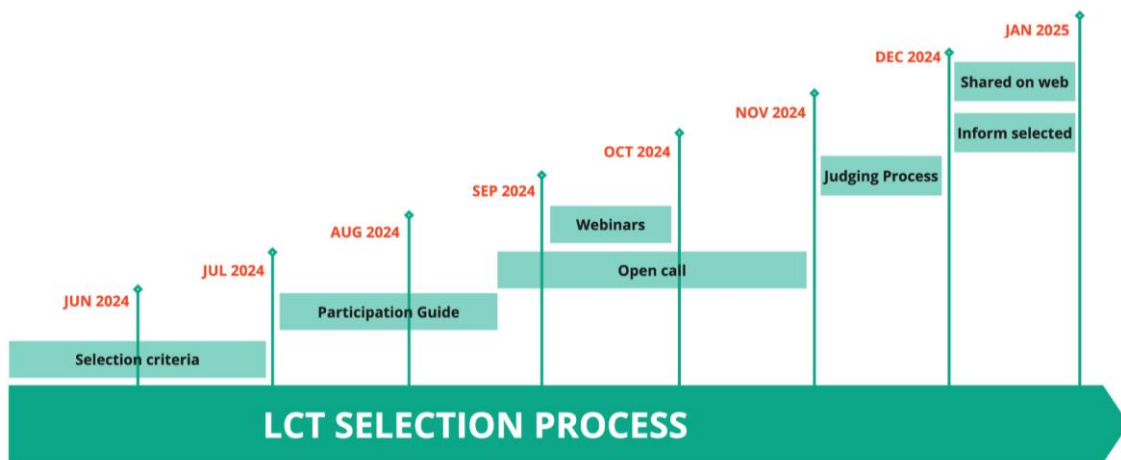 JAN 2025
DEC 2024
Shared on web
NOV 2024
Inform selected
OCT 2024
Judging Process
SEP 2024
Webinars
AUG 2024
Open call
JUL 2024
Participation Guide
JUN 2024
Selection criteria
LCT SELECTION PROCESS